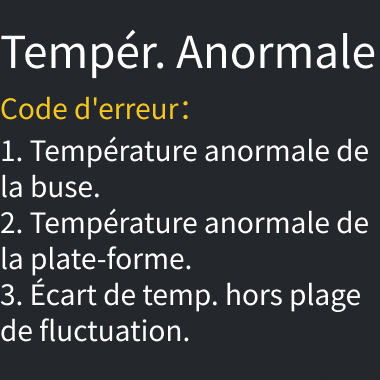 Tempér. Anormale
Code d'erreur：
1. Température anormale de
la buse.
2. Température anormale de
la plate-forme.
3. Écart de temp. hors plage
de fluctuation.